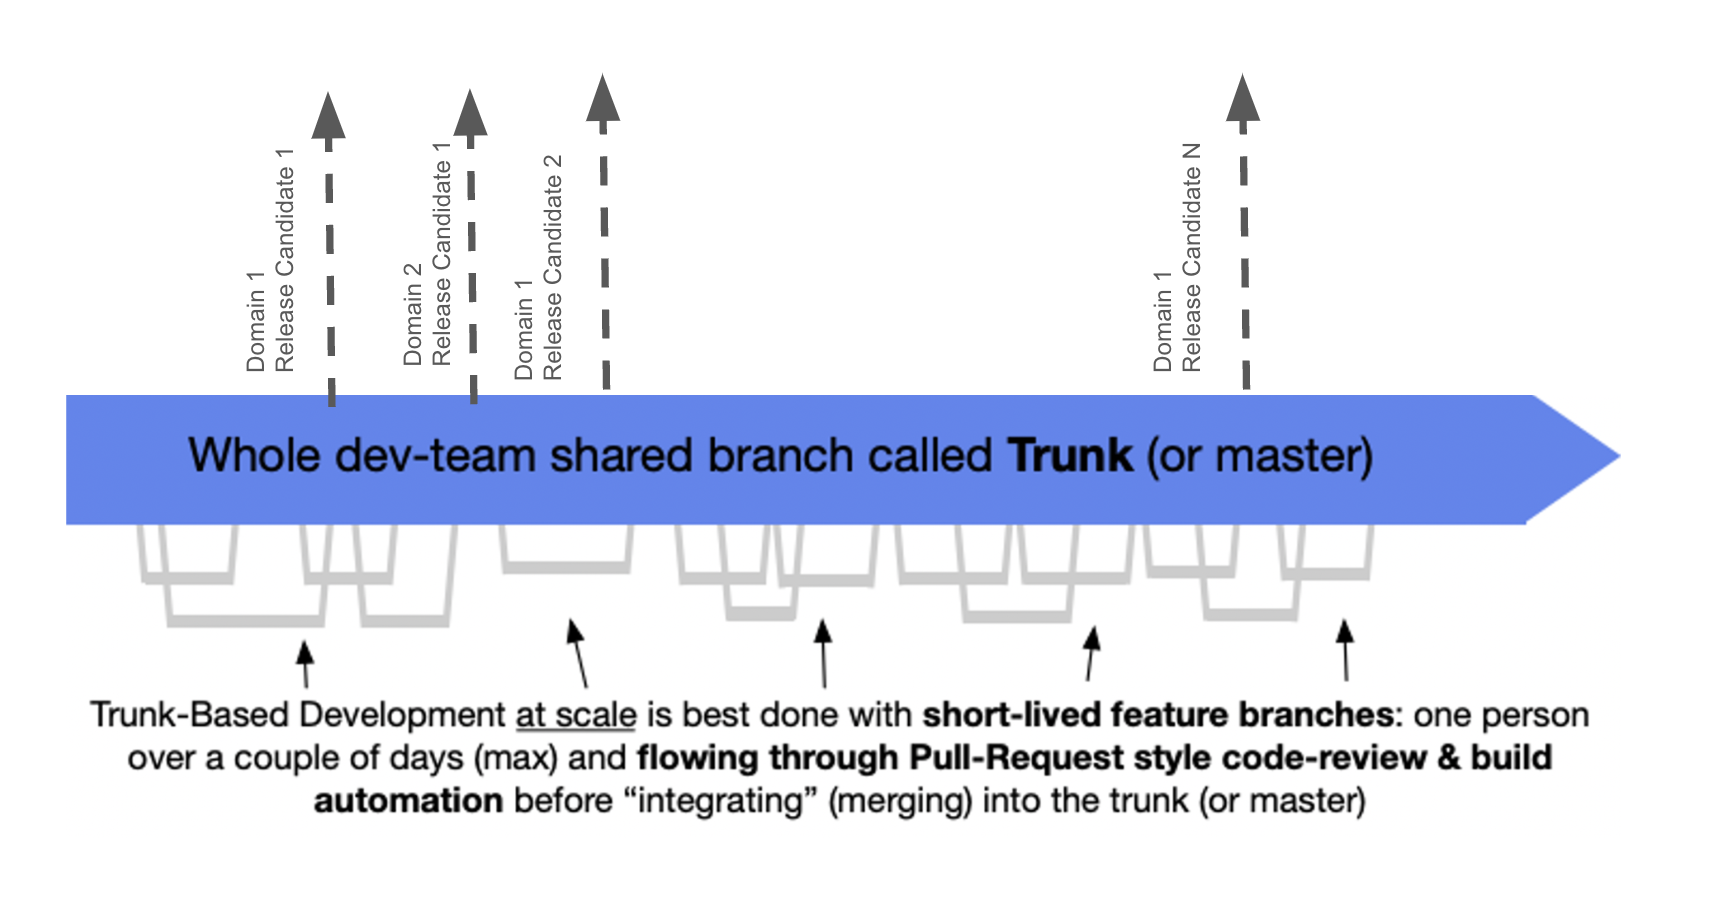 Domain 1
Release Candidate 1
Domain 2
Release Candidate 1
Domain 1
Release Candidate 2
Domain 1
Release Candidate N
Whole dev-team shared branch called Trunk (or master)
Trunk-Based Development at scale is best done with short-lived feature branches: one person
over a couple of days (max) and flowing through Pull-Request style code-review & build
automation before “integrating” (merging) into the trunk (or master)